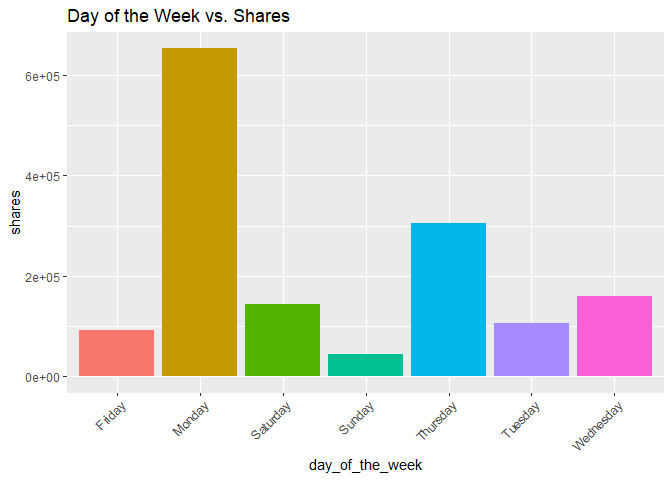 Day of the Week vs. Shares
shares
6e+05
4e+05
2e+05
0e+00
Friday
Monday
Saturday
Sunday
Thursday
Tuesday
Wednesday
day_of_the_week